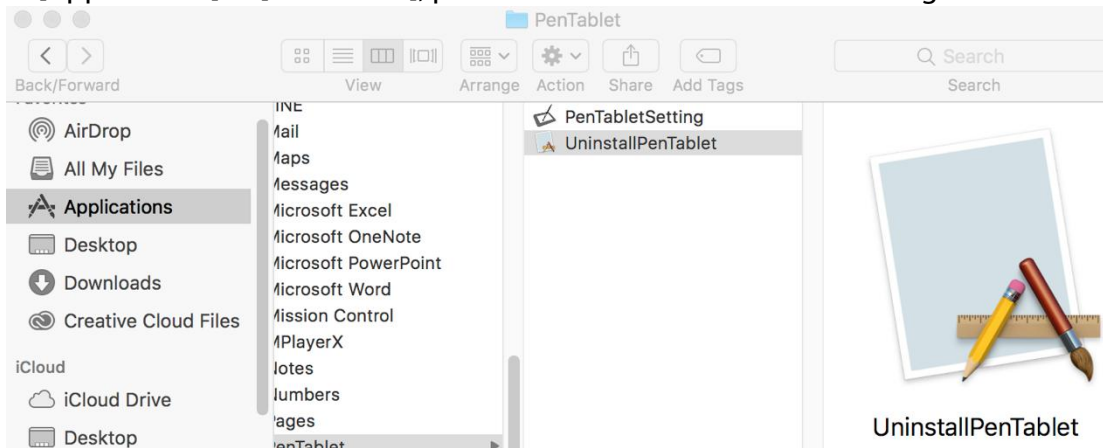 PenTablet
Search
Back/Forward
View
Arrange
Action
Share
Add Tags
Search
AirDrop
All My Files
Applications
Desktop
Downloads
Creative Cloud Files
iCloud
iCloud Drive
Desktop
INE
Mail
Maps
Messages
Microsoft Excel
Microsoft OneNote
Microsoft PowerPoint
Microsoft Word
Mission Control
MPlayerX
Notes
Numbers
Pages
PenTablet
PenTabletSetting
UninstallPenTablet
UninstallPenTablet